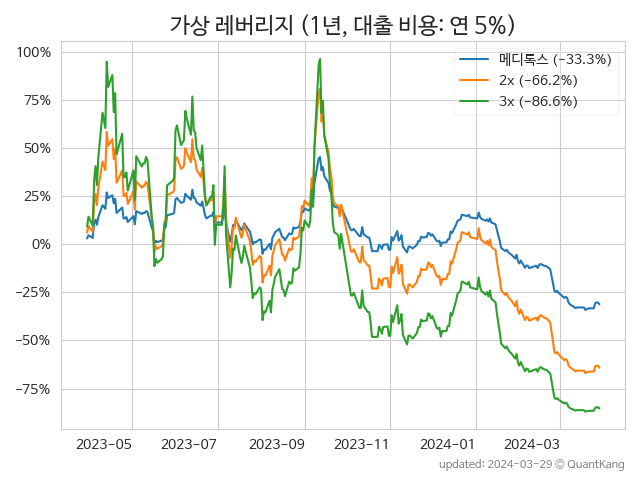 가상 레버리지 (1년, 대출 비용: 연 5%)
100%
75%
50%
25%
0%
−25%
−50%
−75%
메디톡스 (−33.3%)
2x (−66.2%)
3x (−86.6%)
2023-05 2023-07 2023-09 2023-11 2024-01 2024-03
updated: 2024-03-29 © QuantKang